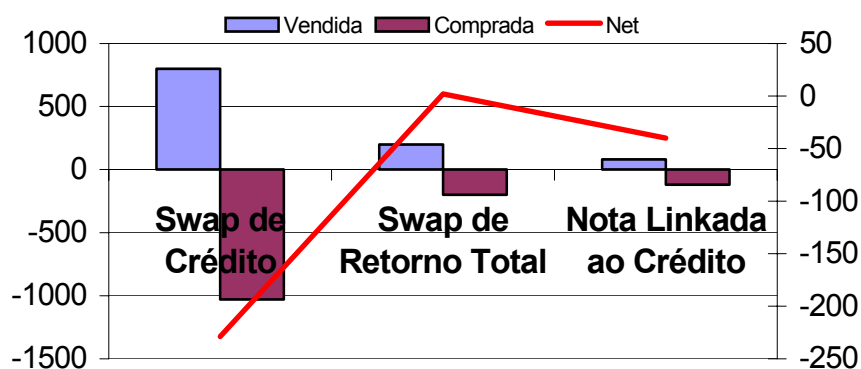 Vendida Comprada Net
1000 50
500 0
0 -50
-500 -100
-1000 -150
-1500 -200
-250
Swap de Swap de Nota Linkada
Crédito Retorno Total ao Crédito